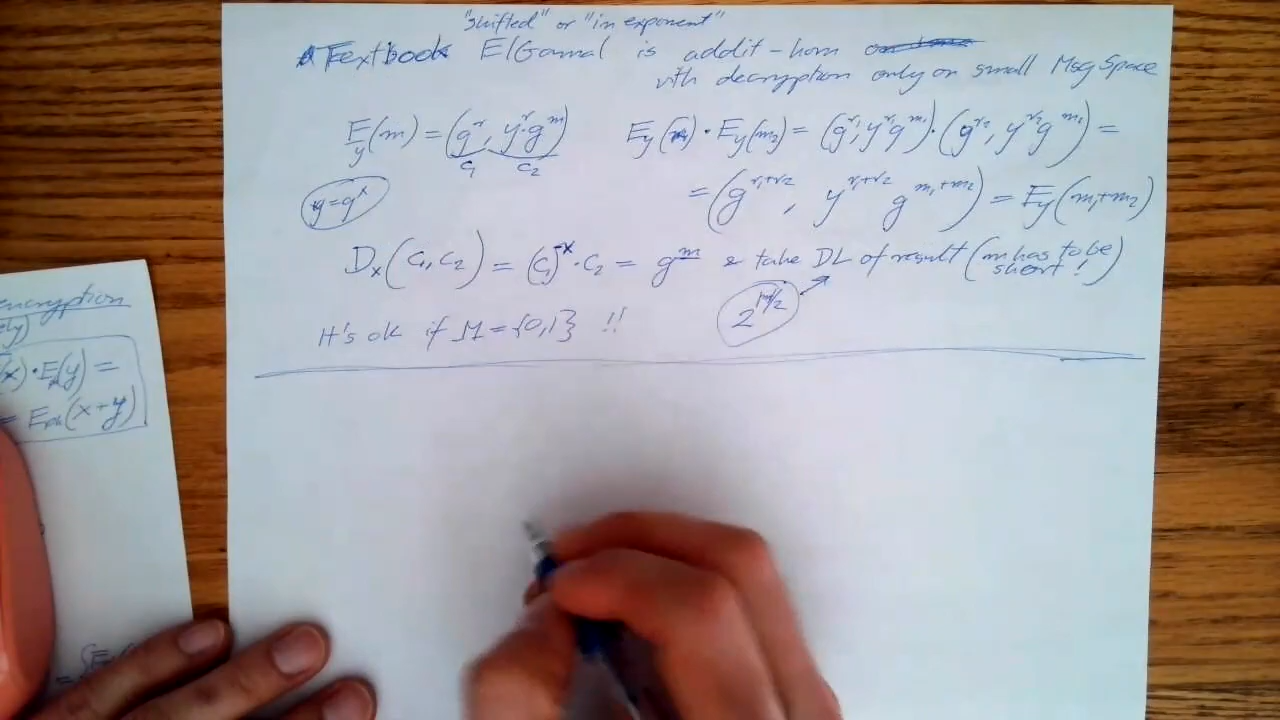 "shifted" or "in exponent"
Textbook ElGamal is addit-hom
with decryption only on small Msg Space
E_y(m) = (g^r, y^r·g^m)
c₁ c₂
E_y(m₁)·E_y(m₂) = (g^r₁, y^r₁ g^m₁)·(g^r₂, y^r₂ g^m₂) =
y=g^x
= (g^r₁+r₂, y^r₁+r₂ g^m₁+m₂) = E_y(m₁+m₂)
D_x(c₁,c₂) = (c₁)^x·c₂ = g^m & take DL of result (m has to be
short!)
2^|m|/2
It's ok if M = {0,1} !!
encryption
(x)·E(y) =
= E_pk(x+y)